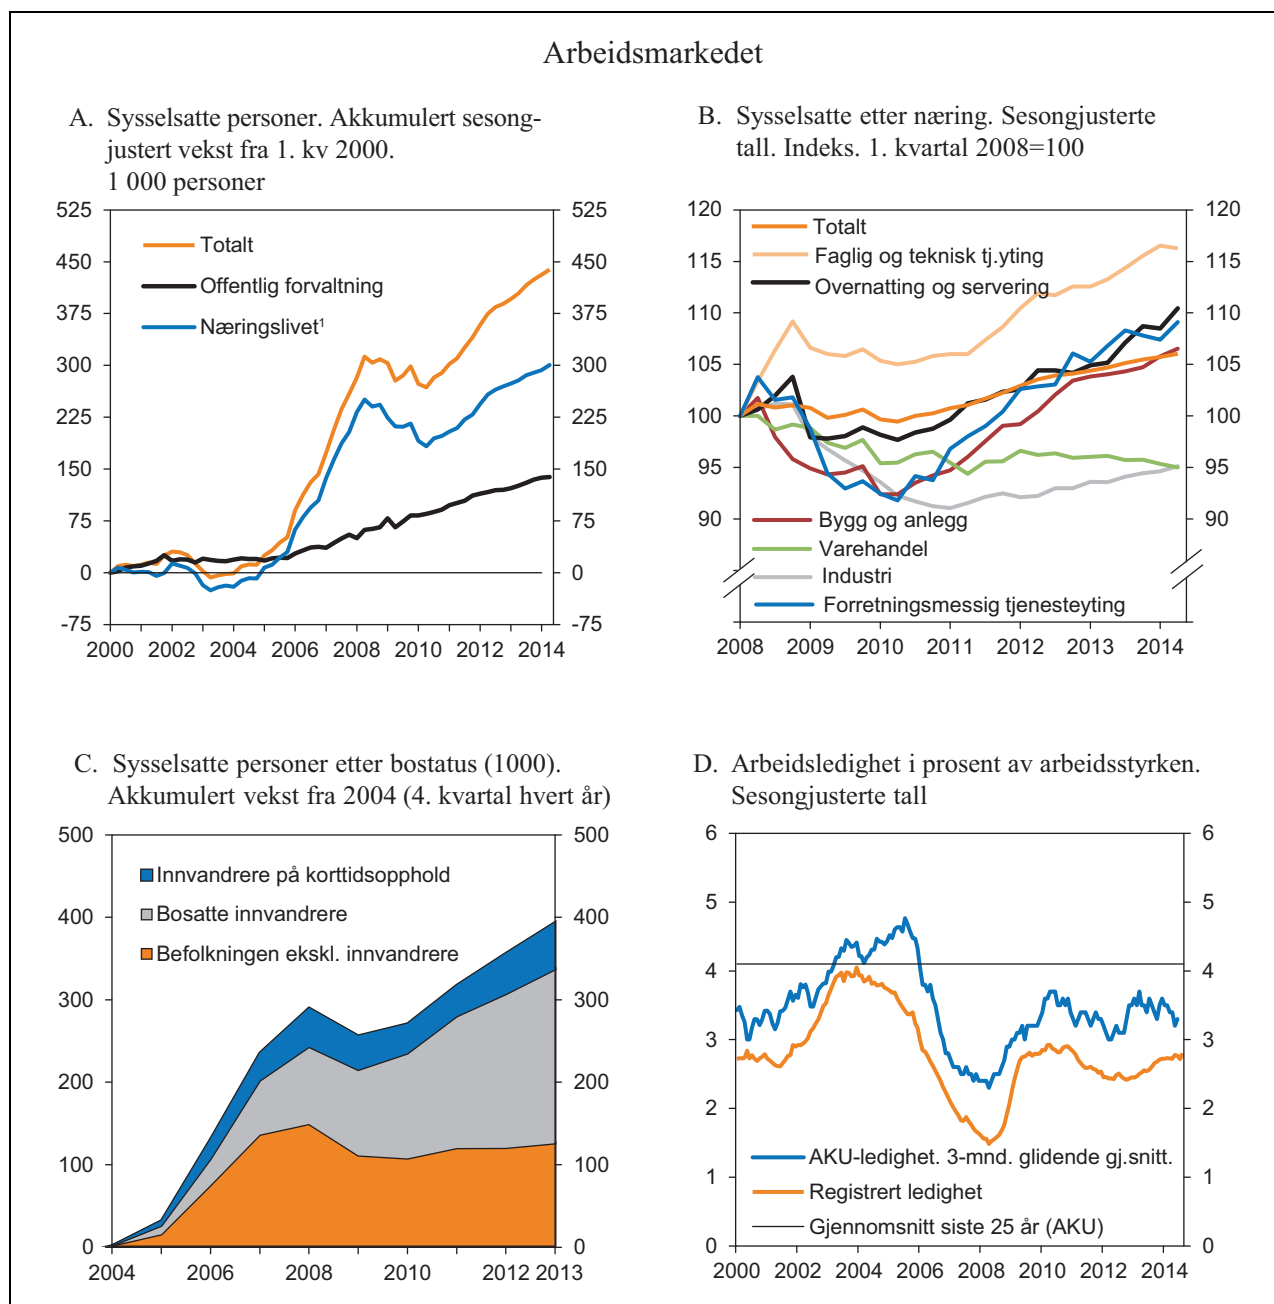 Arbeidsmarkedet
A. Sysselsatte personer. Akkumulert sesong-
justert vekst fra 1. kv 2000.
1 000 personer
525 525
450 450
375 375
300 300
225 225
150 150
75 75
0 0
-75 -75
Totalt
Offentlig forvaltning
Næringslivet¹
2000 2002 2004 2006 2008 2010 2012 2014
B. Sysselsatte etter næring. Sesongjusterte
tall. Indeks. 1. kvartal 2008=100
120 120
115 115
110 110
105 105
100 100
95 95
90 90
Totalt
Faglig og teknisk tj.yting
Overnatting og servering
Bygg og anlegg
Varehandel
Industri
Forretningsmessig tjenesteyting
2008 2009 2010 2011 2012 2013 2014
C. Sysselsatte personer etter bostatus (1000).
Akkumulert vekst fra 2004 (4. kvartal hvert år)
500 500
400 400
300 300
200 200
100 100
0 0
Innvandrere på korttidsopphold
Bosatte innvandrere
Befolkningen ekskl. innvandrere
2004 2006 2008 2010 2012 2013
D. Arbeidsledighet i prosent av arbeidsstyrken.
Sesongjusterte tall
6 6
5 5
4 4
3 3
2 2
1 1
0 0
AKU-ledighet. 3-mnd. glidende gj.snitt.
Registrert ledighet
Gjennomsnitt siste 25 år (AKU)
2000 2002 2004 2006 2008 2010 2012 2014